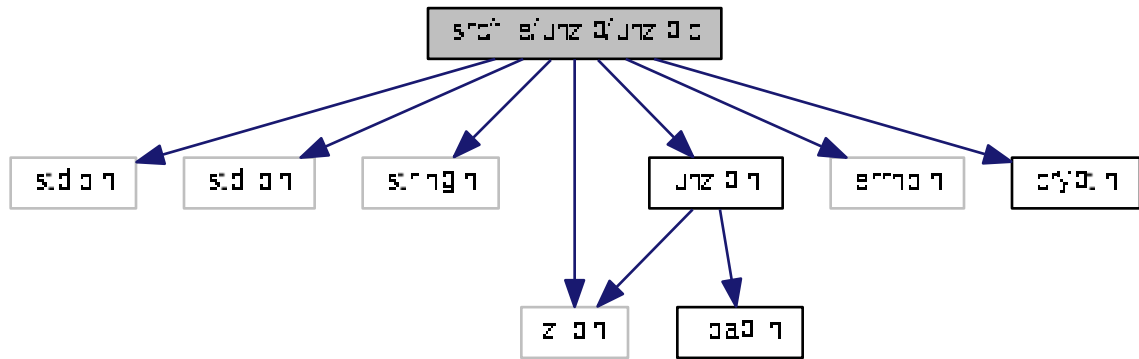 stdio.h
stdlib.h
string.h
unzip.h
errno.h
crypt.h
zlib.h
ioapi.h